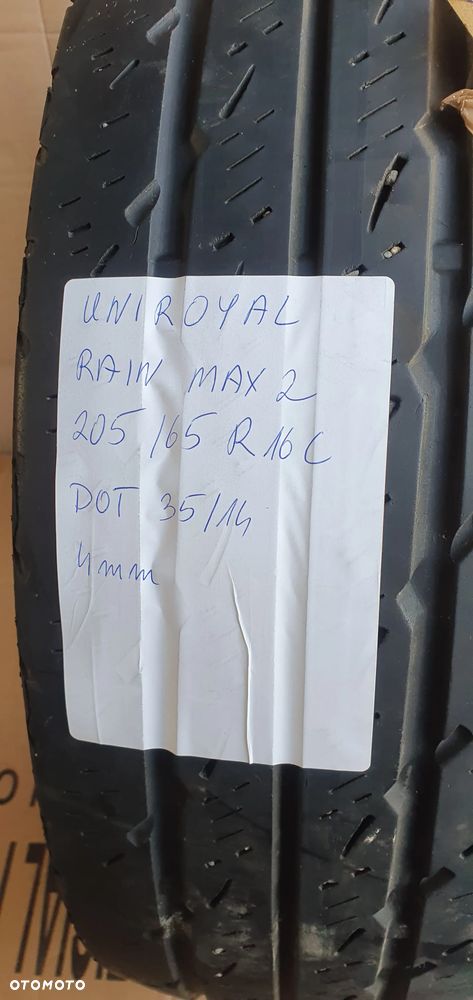 UNIROYAL
RAIN MAX 2
205/65 R16C
DOT 35/14
4mm
OTOMOTO